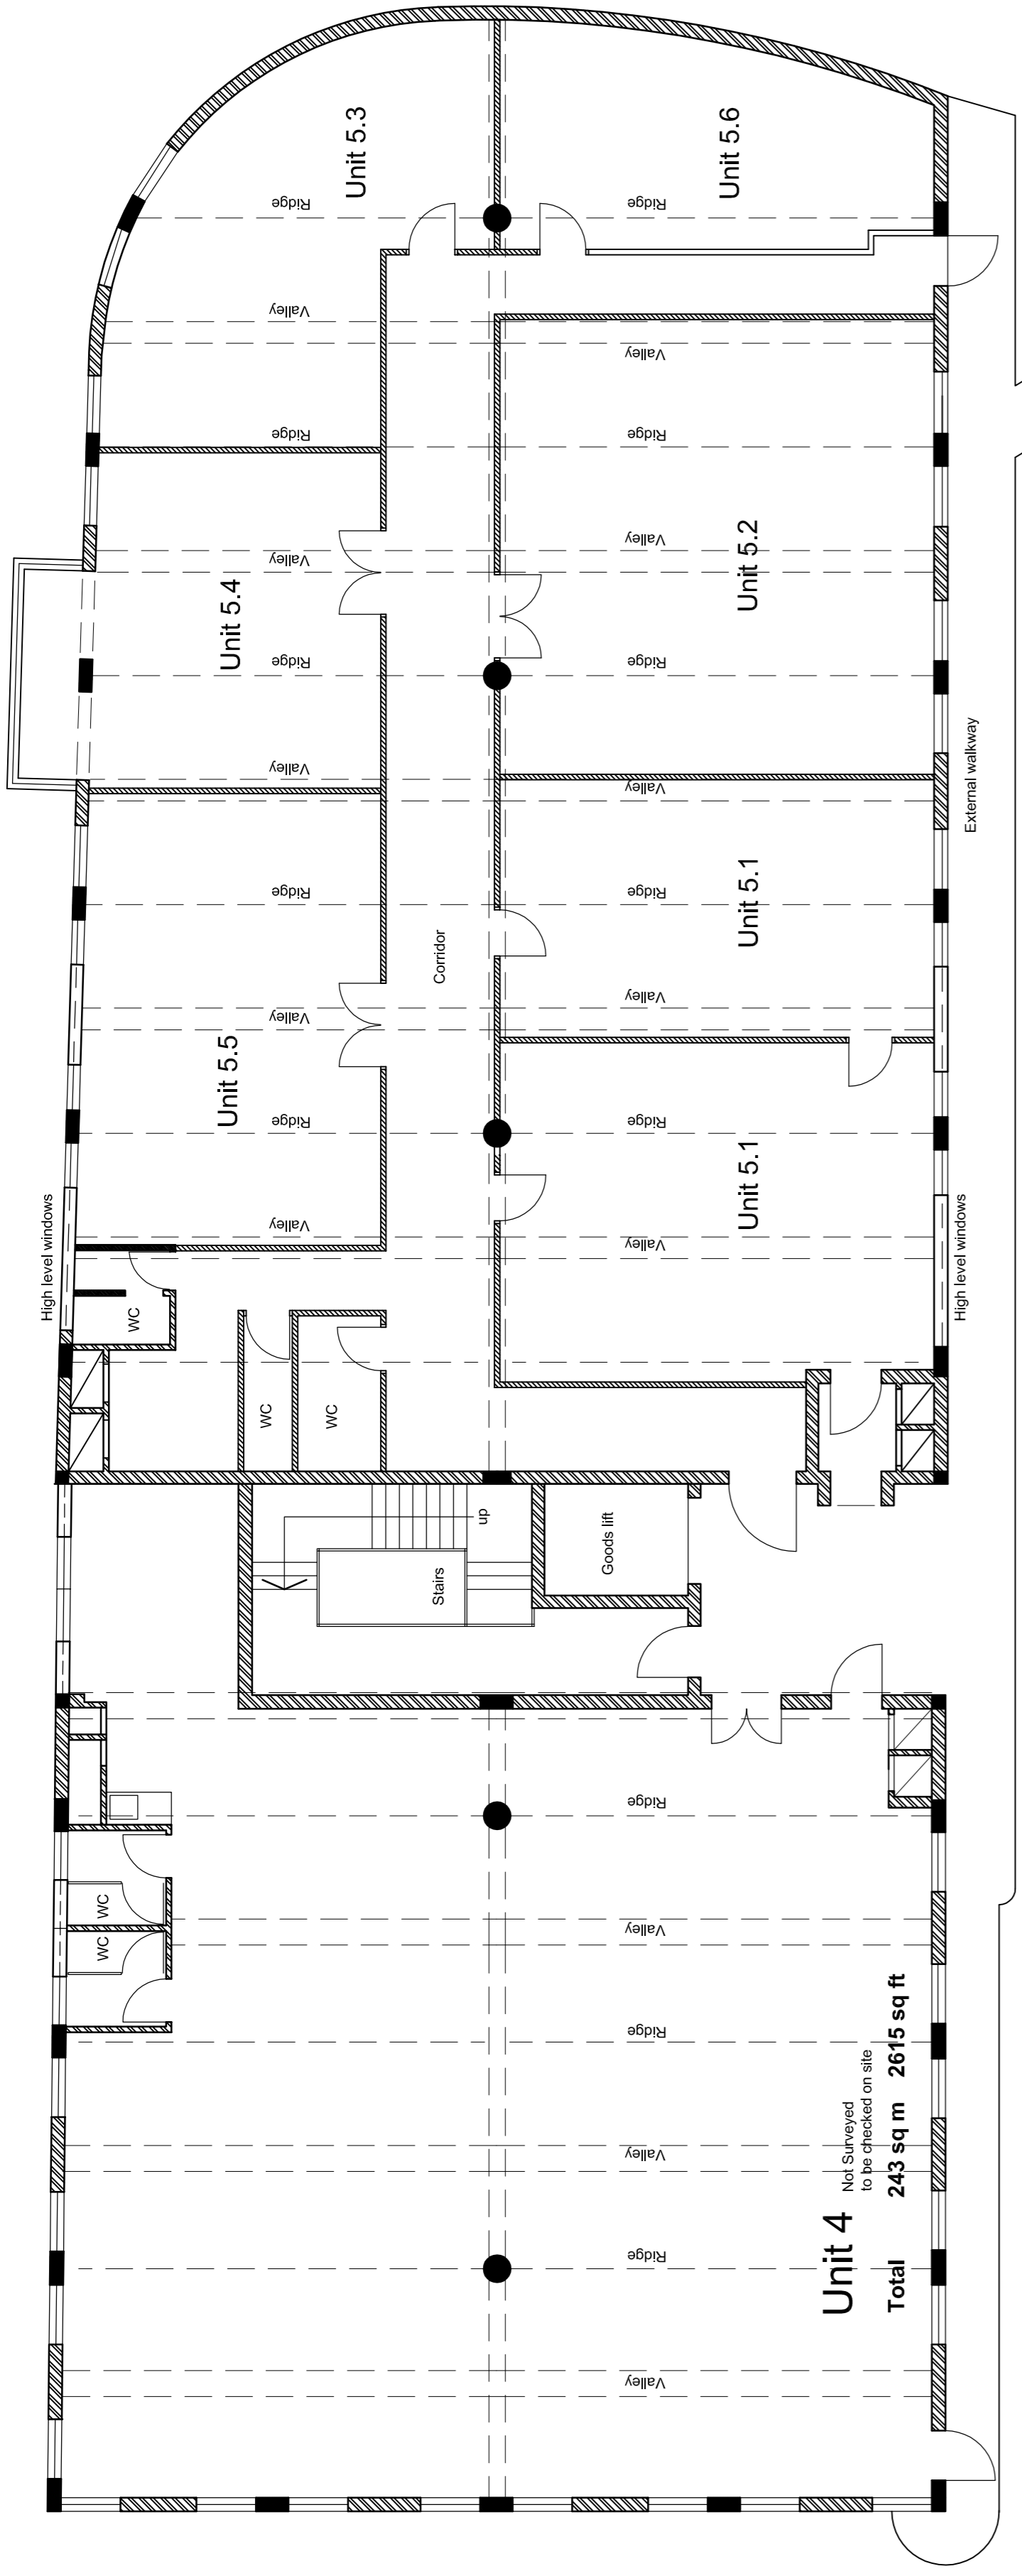 Unit 4
Not Surveyed
to be checked on site
Total 243 sq m 2615 sq ft
Valley
Ridge
Valley
Ridge
Valley
Ridge
WC
WC
Stairs
up
Goods lift
WC
WC
WC
High level windows
High level windows
Valley
Valley
Ridge
Ridge
Unit 5.5
Unit 5.1
Valley
Valley
Corridor
Unit 5.1
Ridge
Ridge
Valley
Valley
External walkway
Ridge
Ridge
Unit 5.4
Unit 5.2
Valley
Valley
Ridge
Ridge
Valley
Valley
Ridge
Ridge
Unit 5.3
Unit 5.6